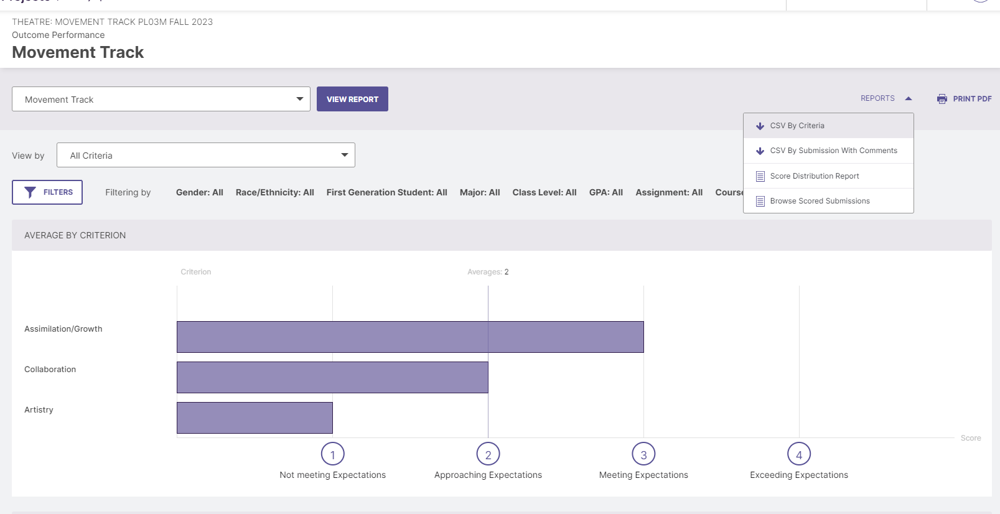 THEATRE: MOVEMENT TRACK PL03M FALL 2023
Outcome Performance
Movement Track
Movement Track
VIEW REPORT
REPORTS
PRINT PDF
CSV By Criteria
CSV By Submission With Comments
Score Distribution Report
Browse Scored Submissions
View by
All Criteria
FILTERS
Filtering by
Gender: All Race/Ethnicity: All First Generation Student: All Major: All Class Level: All GPA: All Assignment: All
AVERAGE BY CRITERION
Criterion
Averages: 2
Assimilation/Growth
Collaboration
Artistry
Score
1
2
3
4
Not meeting Expectations
Approaching Expectations
Meeting Expectations
Exceeding Expectations